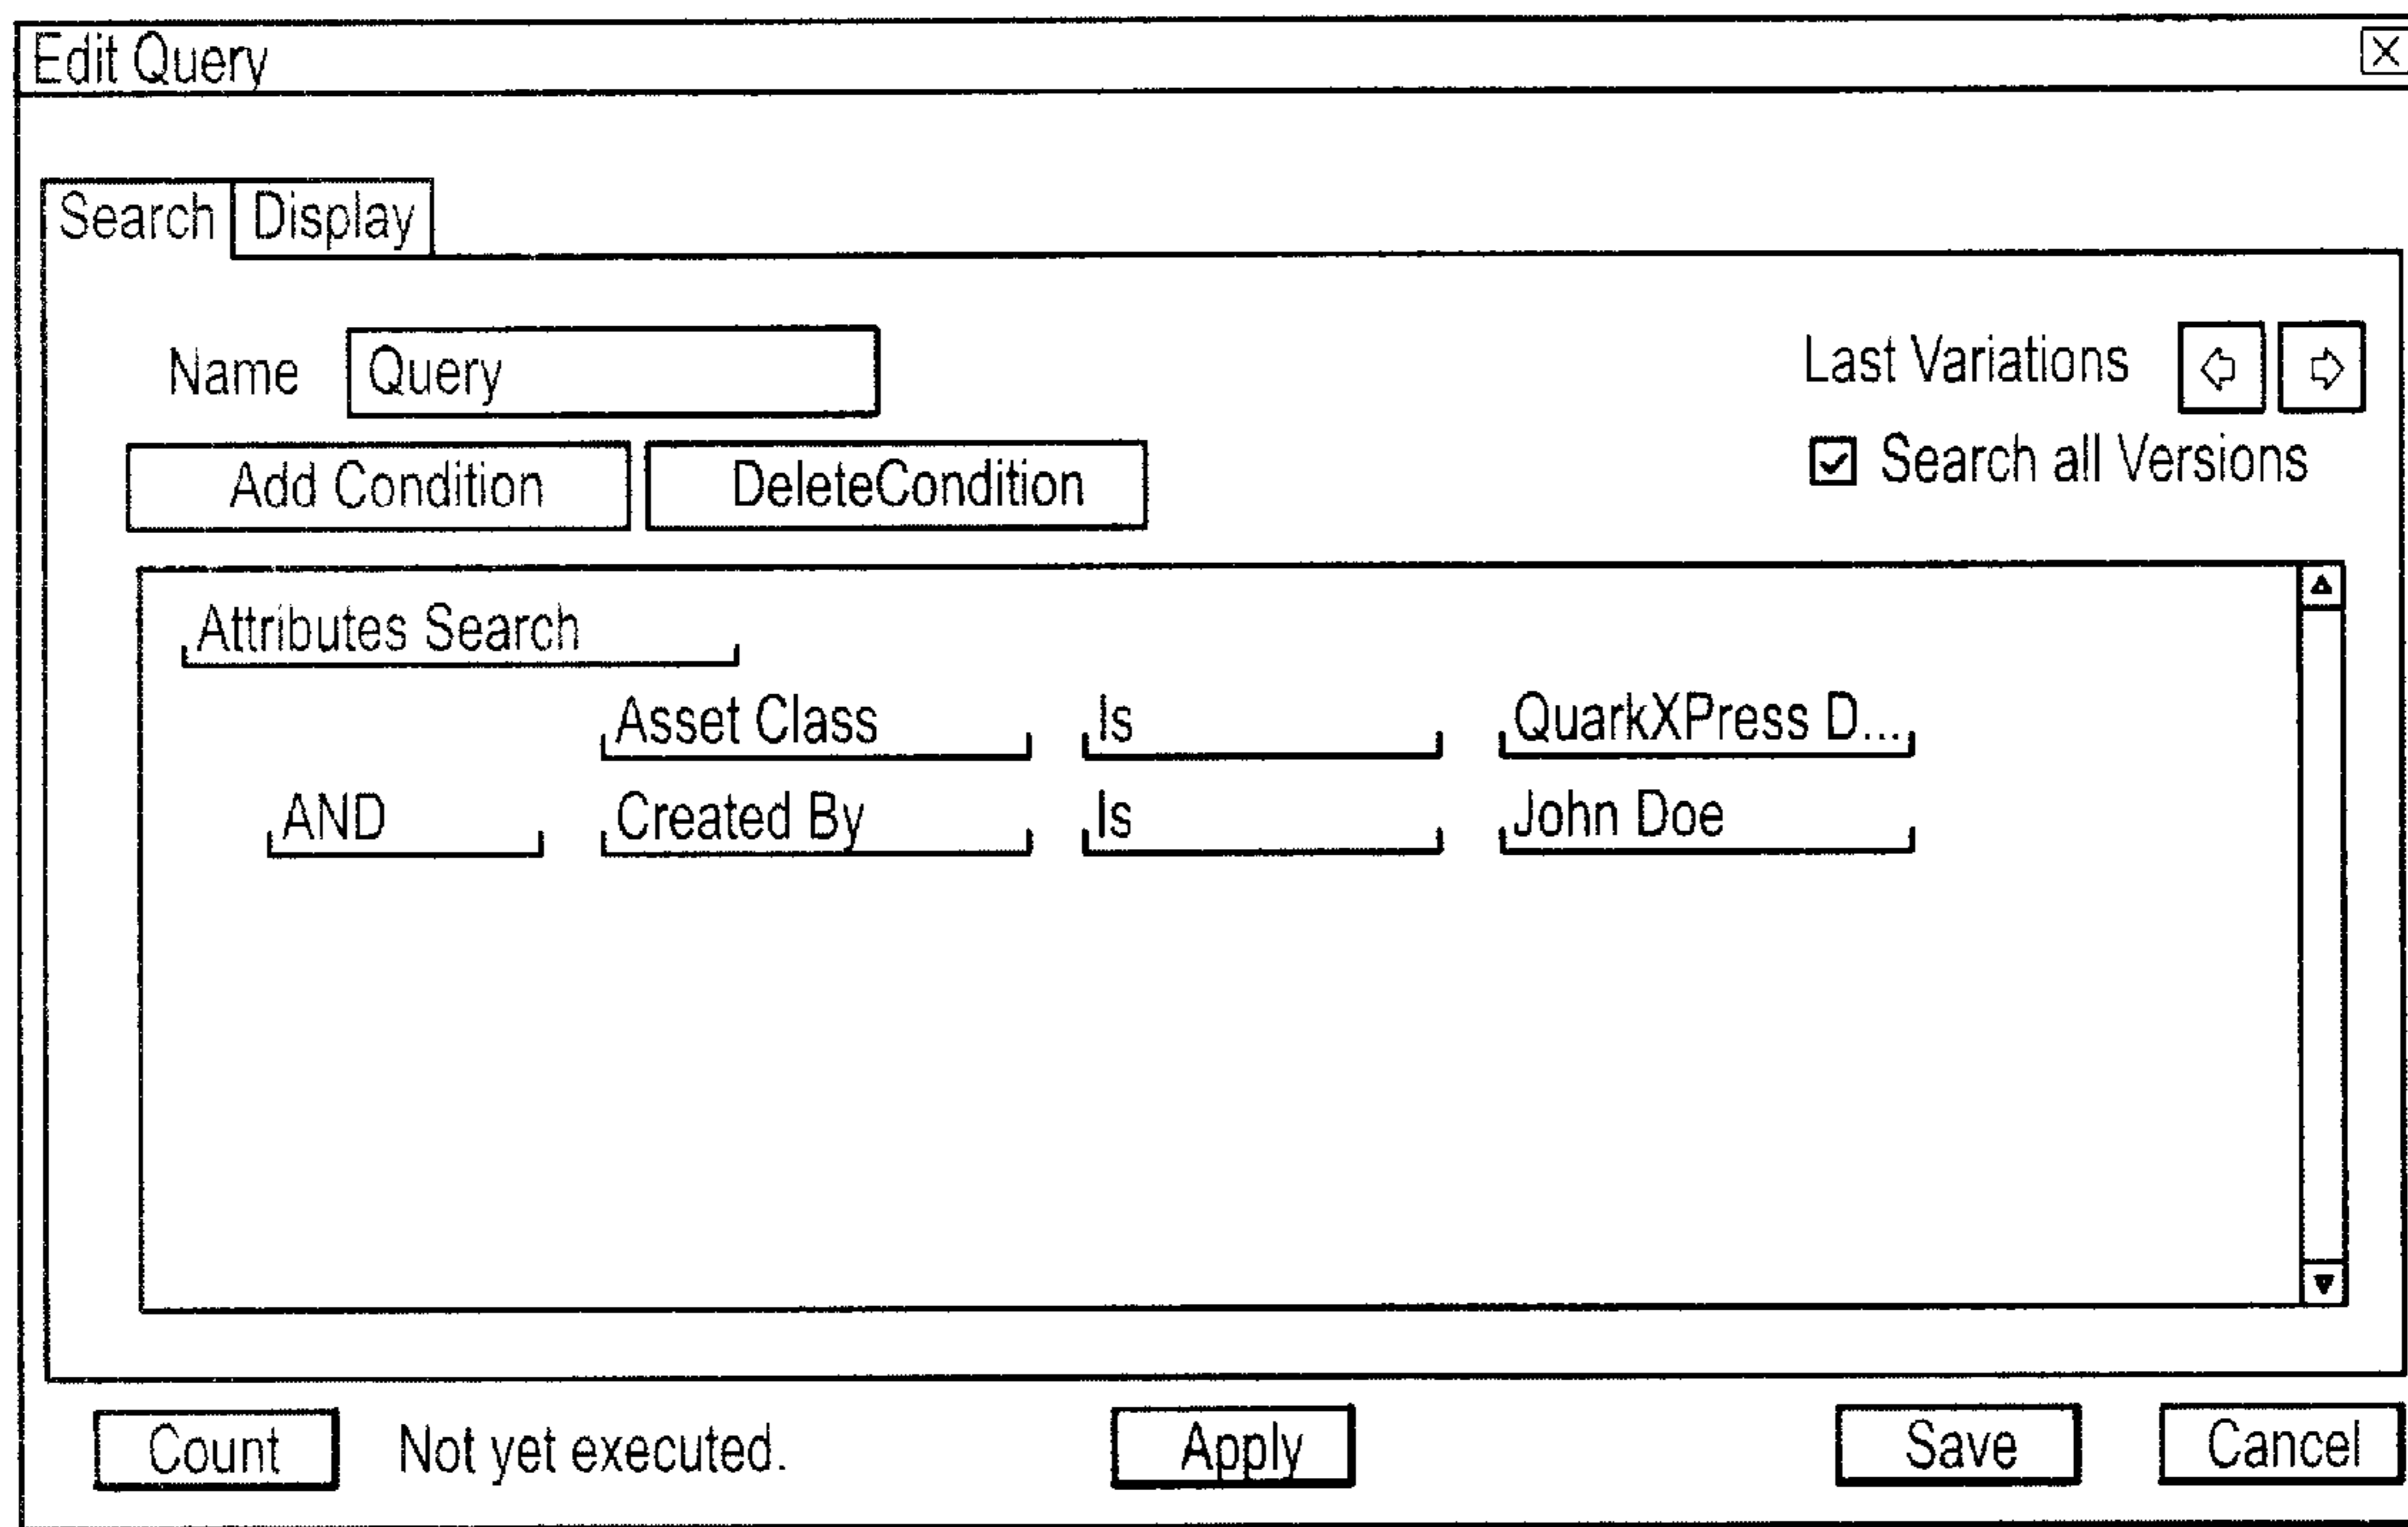 Edit Query
Search Display
Name Query Last Variations
Add Condition DeleteCondition Search all Versions
Attributes Search
Asset Class Is QuarkXPress D...
AND Created By Is John Doe
Count Not yet executed. Apply Save Cancel